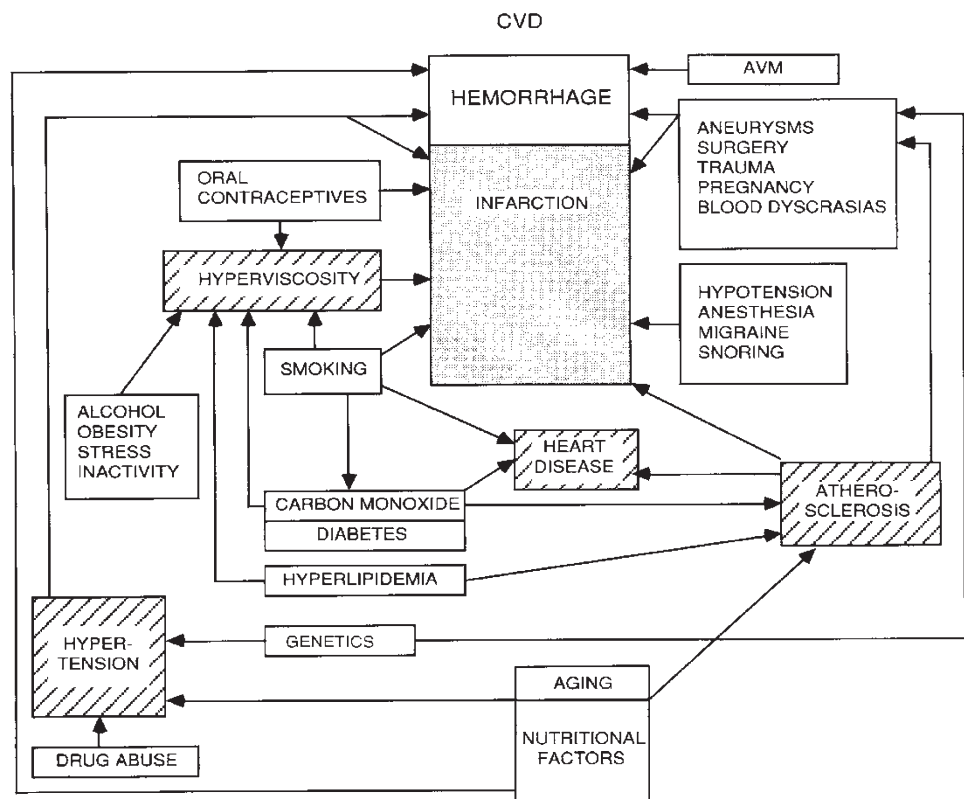 CVD
HEMORRHAGE
AVM
ANEURYSMS
SURGERY
TRAUMA
PREGNANCY
BLOOD DYSCRASIAS
ORAL
CONTRACEPTIVES
INFARCTION
HYPERVISCOSITY
HYPOTENSION
ANESTHESIA
MIGRAINE
SNORING
SMOKING
ALCOHOL
OBESITY
STRESS
INACTIVITY
HEART
DISEASE
CARBON MONOXIDE
DIABETES
ATHERO-
SCLEROSIS
HYPERLIPIDEMIA
HYPER-
TENSION
GENETICS
AGING
NUTRITIONAL
FACTORS
DRUG ABUSE